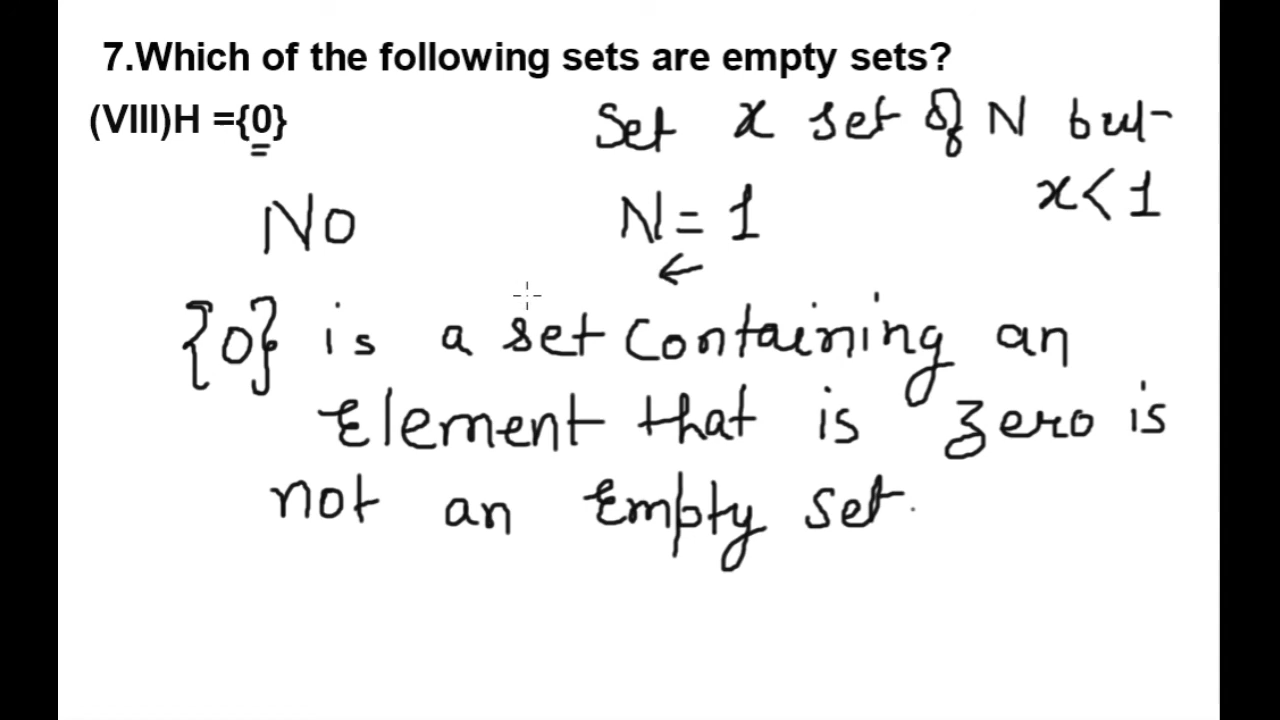 7.Which of the following sets are empty sets?
(VIII)H ={0} Set x set of N but
x<1
No N=1
←
{0} is a set Containing an
Element that is zero is
not an Empty set.